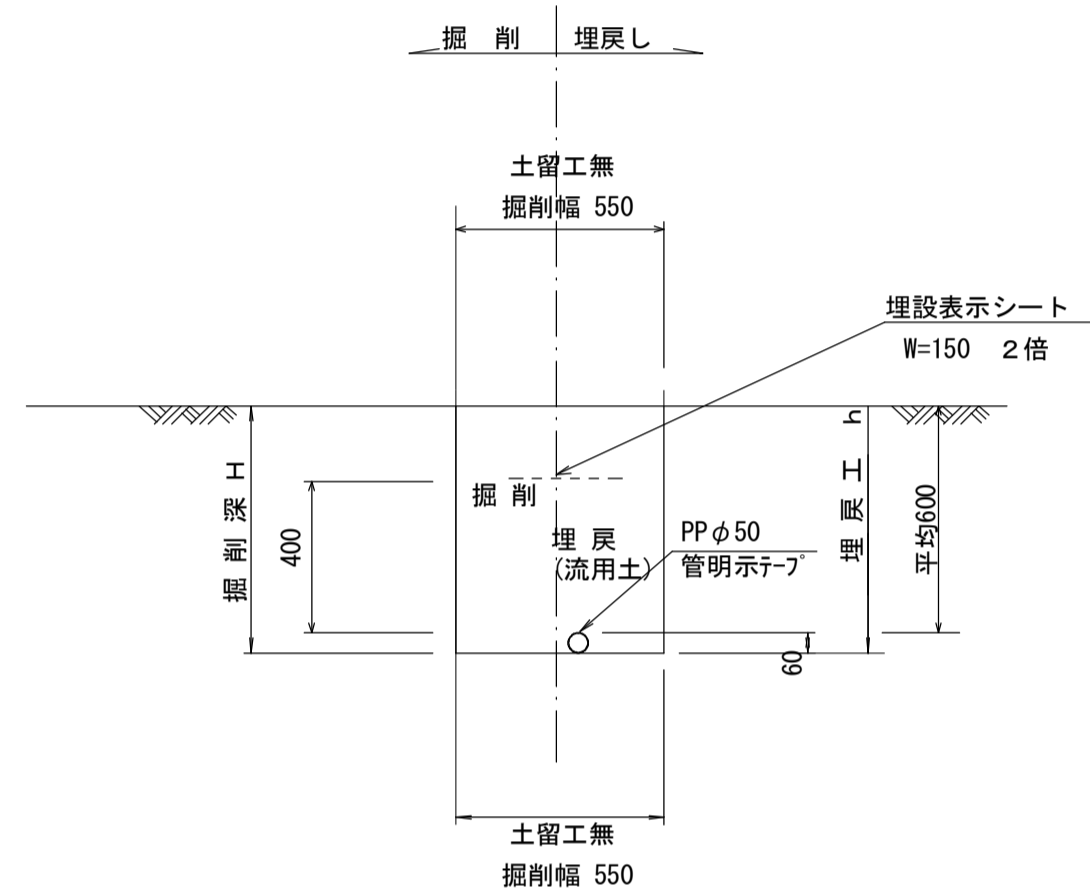 掘 削 埋戻し
土留工無
掘削幅 550
埋設表示シート
W=150 2倍
掘削深 H
400
掘 削
埋 戻
(流用土)
PPφ50
管明示テープ
60
埋戻工 h
平均600
土留工無
掘削幅 550